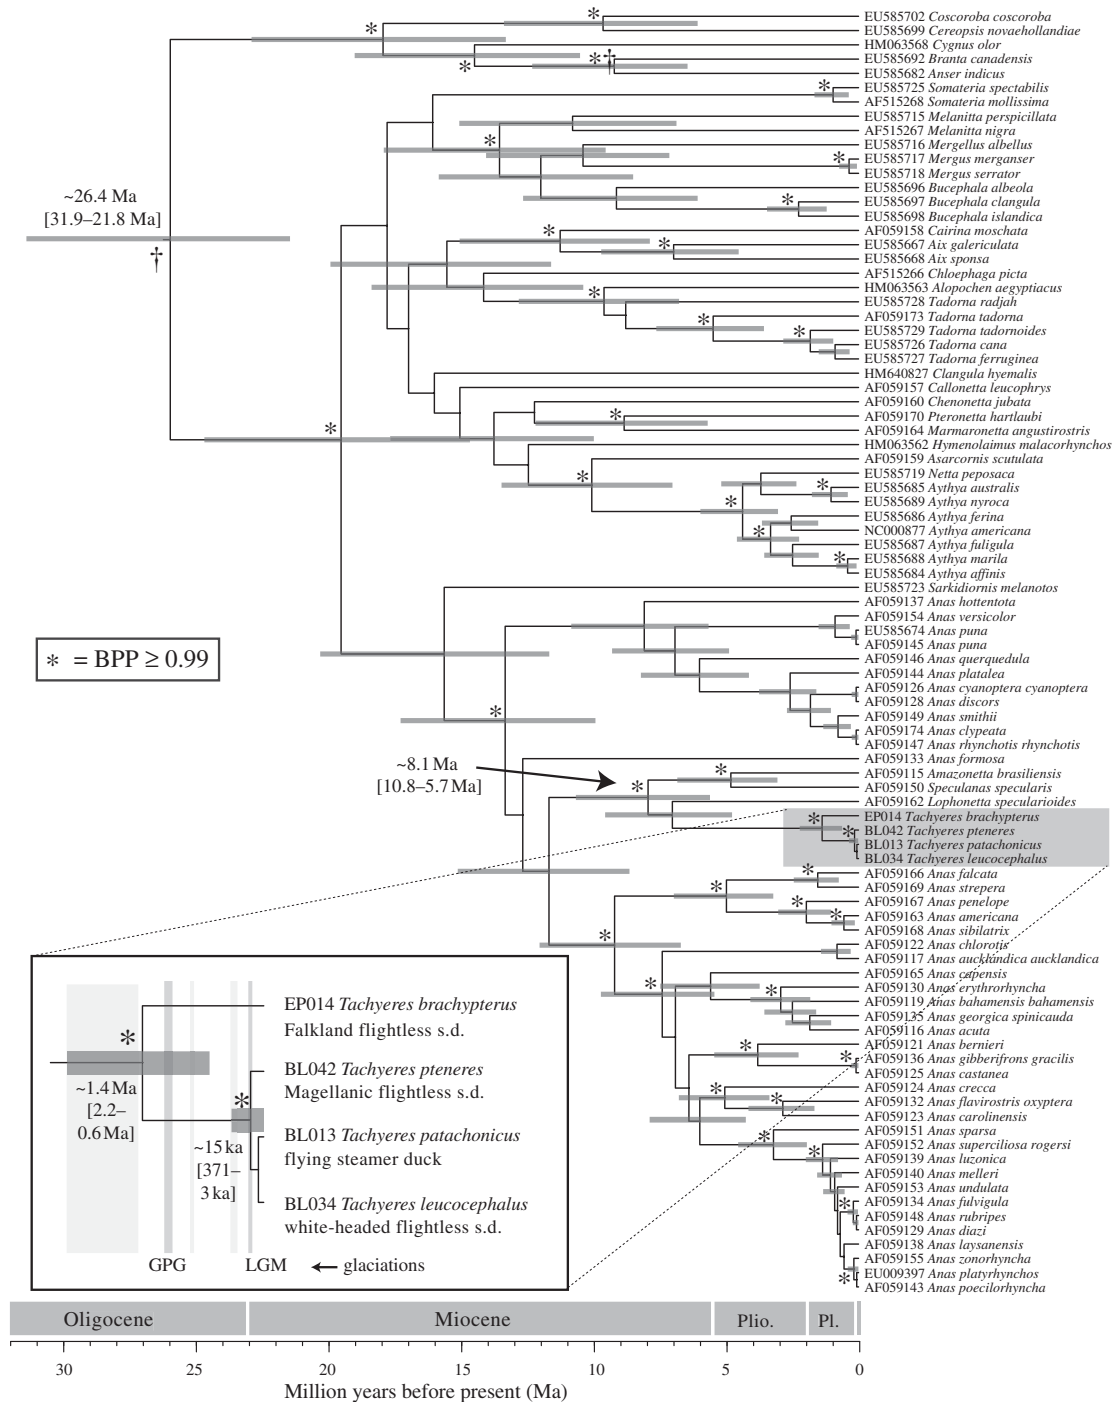 EU585702 Coscoroba coscoroba
EU585699 Cereopsis novaehollandiae
HM063568 Cygnus olor
EU585692 Branta canadensis
EU585682 Anser indicus
EU585725 Somateria spectabilis
AF515268 Somateria mollissima
EU585715 Melanitta perspicillata
AF515267 Melanitta nigra
EU585716 Mergellus albellus
EU585717 Mergus merganser
EU585718 Mergus serrator
EU585696 Bucephala albeola
EU585697 Bucephala clangula
EU585698 Bucephala islandica
AF059158 Cairina moschata
EU585667 Aix galericulata
EU585668 Aix sponsa
AF515266 Chloephaga picta
HM063563 Alopochen aegyptiacus
EU585728 Tadorna radjah
AF059173 Tadorna tadorna
EU585729 Tadorna tadornoides
EU585726 Tadorna cana
EU585727 Tadorna ferruginea
HM640827 Clangula hyemalis
AF059157 Callonetta leucophrys
AF059160 Chenonetta jubata
AF059170 Pteronetta hartlaubi
AF059164 Marmaronetta angustirostris
HM063562 Hymenolaimus malacorhynchos
AF059159 Asarcornis scutulata
EU585719 Netta peposaca
EU585685 Aythya australis
EU585689 Aythya nyroca
EU585686 Aythya ferina
NC000877 Aythya americana
EU585687 Aythya fuligula
EU585688 Aythya marila
EU585684 Aythya affinis
EU585723 Sarkidiornis melanotos
AF059137 Anas hottentota
AF059154 Anas versicolor
EU585674 Anas puna
AF059145 Anas puna
AF059146 Anas querquedula
AF059144 Anas platalea
AF059126 Anas cyanoptera cyanoptera
AF059128 Anas discors
AF059149 Anas smithii
AF059174 Anas clypeata
AF059147 Anas rhynchotis rhynchotis
AF059133 Anas formosa
AF059115 Amazonetta brasiliensis
AF059150 Speculanas specularis
AF059162 Lophonetta specularioides
EP014 Tachyeres brachypterus
BL042 Tachyeres pteneres
BL013 Tachyeres patachonicus
BL034 Tachyeres leucocephalus
AF059166 Anas falcata
AF059169 Anas strepera
AF059167 Anas penelope
AF059163 Anas americana
AF059168 Anas sibilatrix
AF059122 Anas chlorotis
AF059117 Anas aucklandica aucklandica
AF059165 Anas capensis
AF059130 Anas erythrorhyncha
AF059119 Anas bahamensis bahamensis
AF059135 Anas georgica spinicauda
AF059116 Anas acuta
AF059121 Anas bernieri
AF059136 Anas gibberifrons gracilis
AF059125 Anas castanea
AF059124 Anas crecca
AF059132 Anas flavirostris oxyptera
AF059123 Anas carolinensis
AF059151 Anas sparsa
AF059152 Anas superciliosa rogersi
AF059139 Anas luzonica
AF059140 Anas melleri
AF059153 Anas undulata
AF059134 Anas fulvigula
AF059148 Anas rubripes
AF059129 Anas diazi
AF059138 Anas laysanensis
AF059155 Anas zonorhyncha
EU009397 Anas platyrhynchos
AF059143 Anas poecilorhyncha
~26.4 Ma
[31.9–21.8 Ma]
†
†
* = BPP ≥ 0.99
~8.1 Ma
[10.8–5.7 Ma]
EP014 Tachyeres brachypterus
Falkland flightless s.d.
BL042 Tachyeres pteneres
Magellanic flightless s.d.
BL013 Tachyeres patachonicus
flying steamer duck
BL034 Tachyeres leucocephalus
white-headed flightless s.d.
~1.4 Ma
[2.2–
0.6 Ma]
~15 ka
[371–
3 ka]
GPG LGM glaciations
Oligocene Miocene Plio. Pl.
30 25 20 15 10 5 0
Million years before present (Ma)